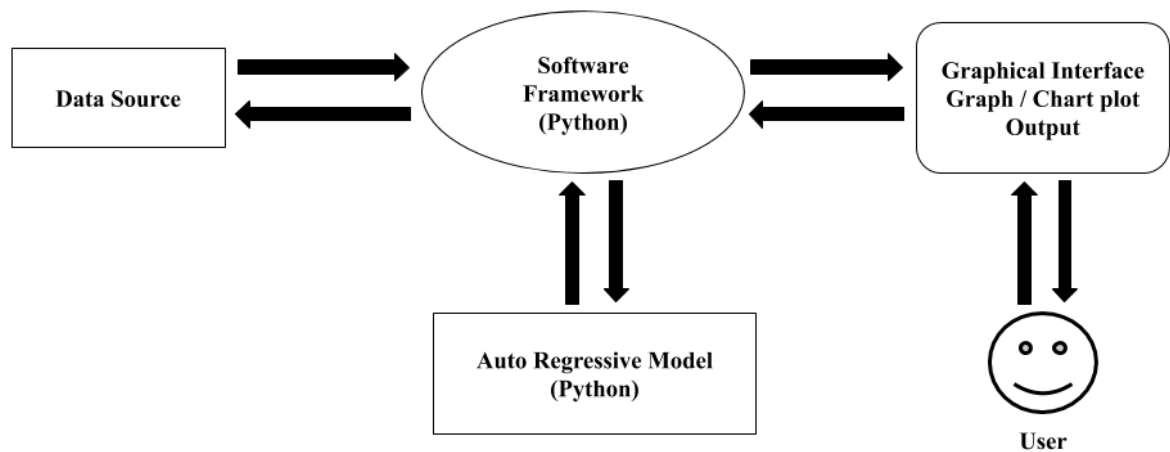 Data Source
Software
Framework
(Python)
Graphical Interface
Graph / Chart plot
Output
Auto Regressive Model
(Python)
User